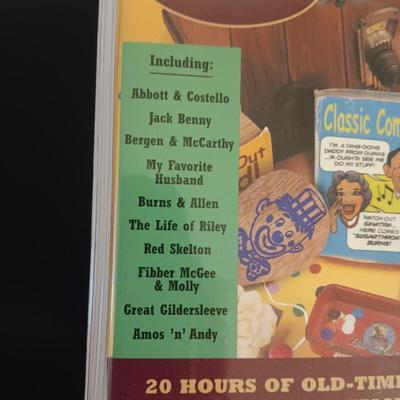 Including:
Abbott & Costello
Jack Benny
Bergen & McCarthy
My Favorite
Husband
Burns & Allen
The Life of Riley
Red Skelton
Fibber McGee
& Molly
Great Gildersleeve
Amos 'n' Andy
Out
Classic Com
I'M A DING-DONG
DADDY FROM DUMAS
...'YA OUGHTA SEE ME
DO MY STUFF!
WATCH OUT
SINATRA...
HERE COMES
"SUGARTHROAT"
BURNS!
20 HOURS OF OLD-TIME